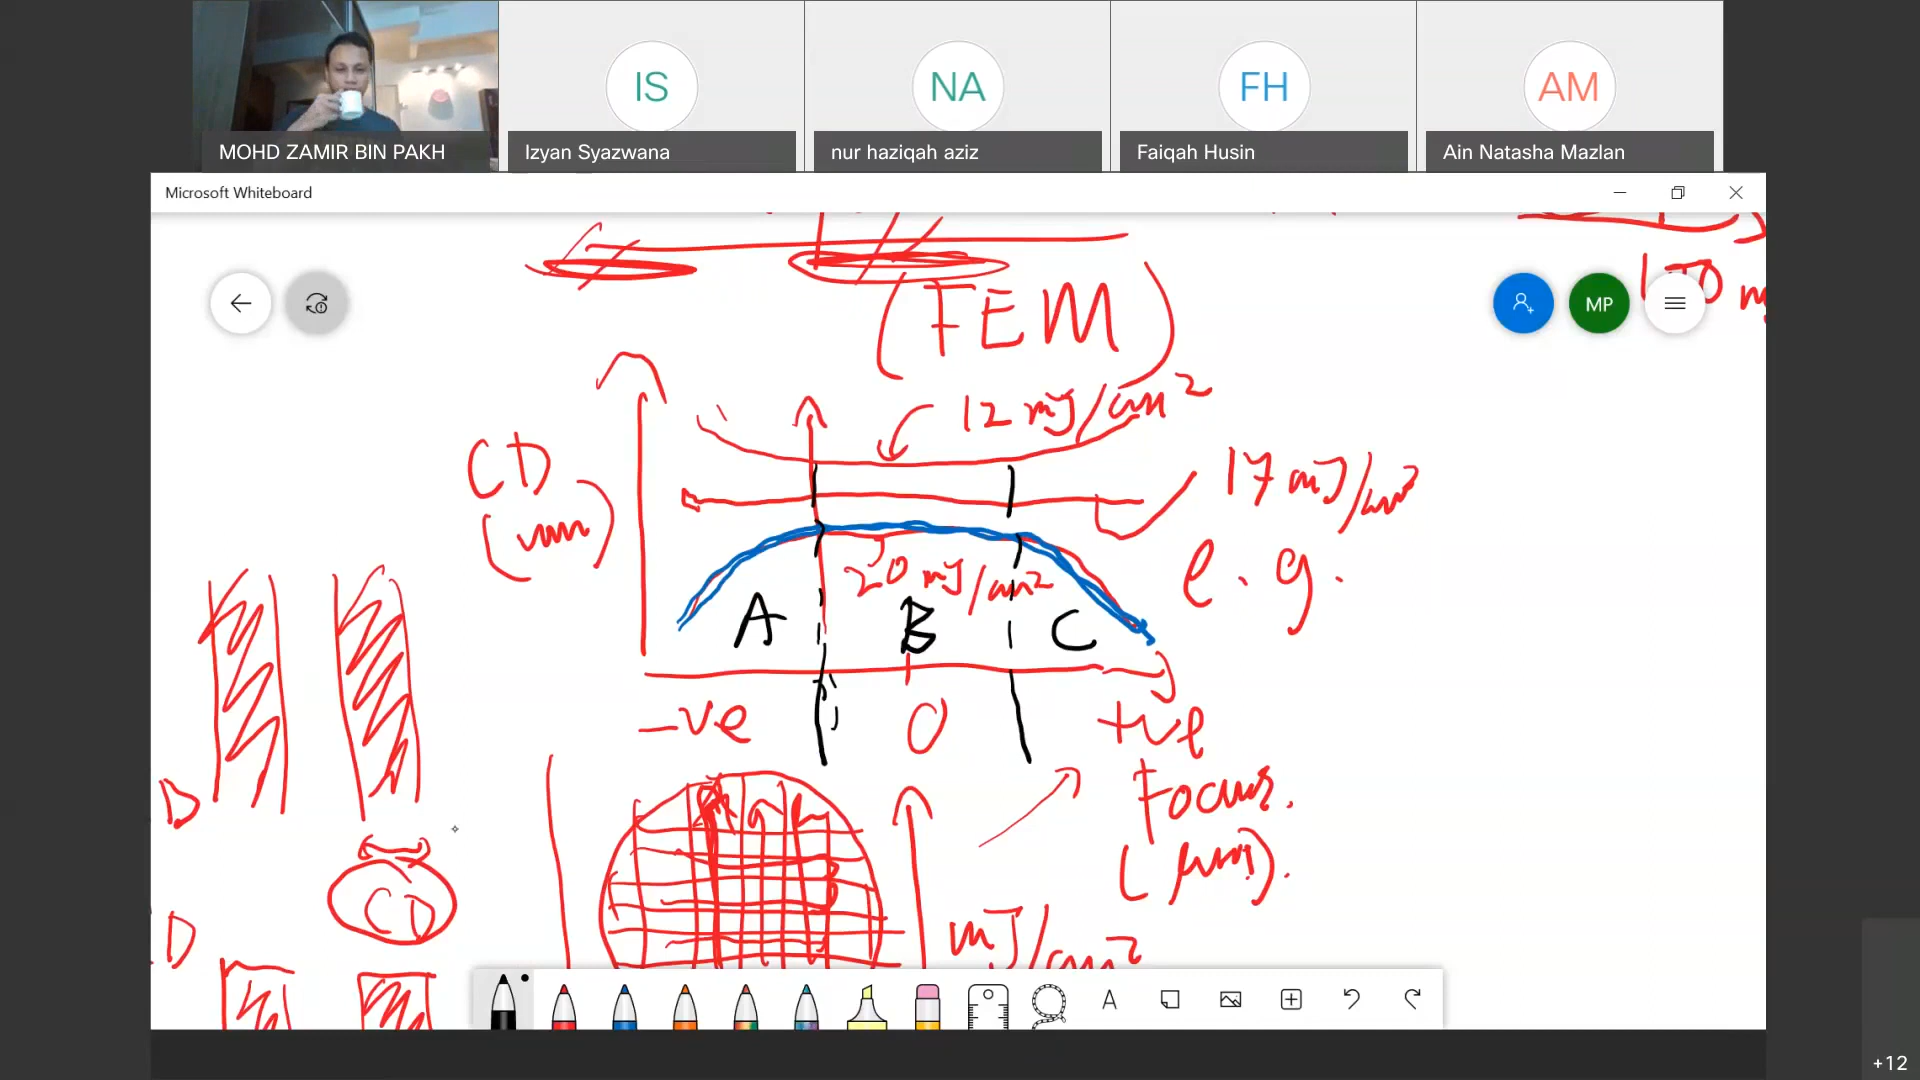 IS
NA
FH
AM
MOHD ZAMIR BIN PAKH
Izyan Syazwana
nur haziqah aziz
Faiqah Husin
Ain Natasha Mazlan
Microsoft Whiteboard
(FEM)
MP
12 mJ/cm²
CD
(nm)
17 mJ/cm²
20 mJ/cm²
e.g.
A
B
C
-ve
0
+ve
Focus.
(μm).
D
CD
D
mJ/cm²
A
+12